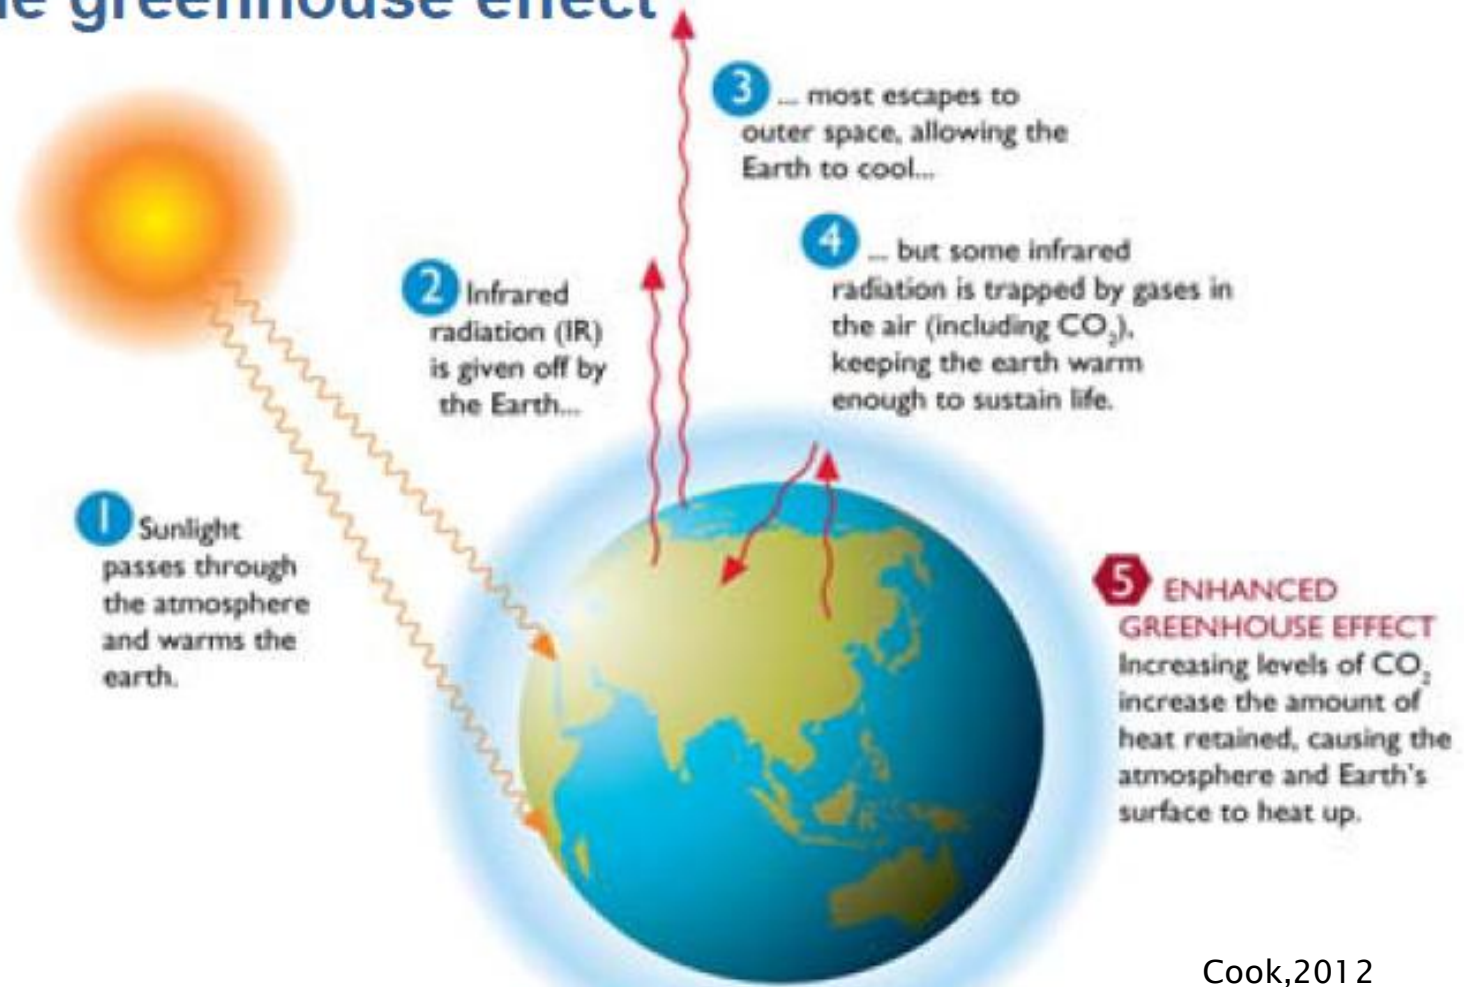 greenhouse effect
3 ... most escapes to
outer space, allowing the
Earth to cool...
4 ... but some infrared
radiation is trapped by gases in
the air (including CO₂),
keeping the earth warm
enough to sustain life.
2 Infrared
radiation (IR)
is given off by
the Earth...
1 Sunlight
passes through
the atmosphere
and warms the
earth.
5 ENHANCED
GREENHOUSE EFFECT
Increasing levels of CO₂
increase the amount of
heat retained, causing the
atmosphere and Earth's
surface to heat up.
Cook,2012